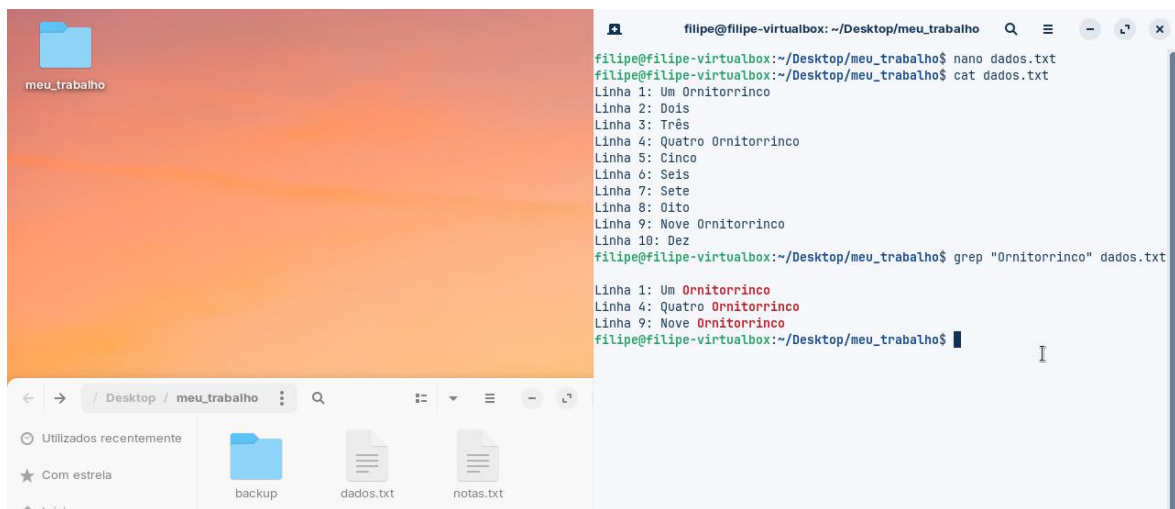 meu_trabalho
filipe@filipe-virtualbox: ~/Desktop/meu_trabalho
filipe@filipe-virtualbox:~/Desktop/meu_trabalho$ nano dados.txt
filipe@filipe-virtualbox:~/Desktop/meu_trabalho$ cat dados.txt
Linha 1: Um Ornitorrinco
Linha 2: Dois
Linha 3: Três
Linha 4: Quatro Ornitorrinco
Linha 5: Cinco
Linha 6: Seis
Linha 7: Sete
Linha 8: Oito
Linha 9: Nove Ornitorrinco
Linha 10: Dez
filipe@filipe-virtualbox:~/Desktop/meu_trabalho$ grep "Ornitorrinco" dados.txt
Linha 1: Um Ornitorrinco
Linha 4: Quatro Ornitorrinco
Linha 9: Nove Ornitorrinco
filipe@filipe-virtualbox:~/Desktop/meu_trabalho$
/ Desktop / meu_trabalho
Utilizados recentemente
Com estrela
backup
dados.txt
notas.txt